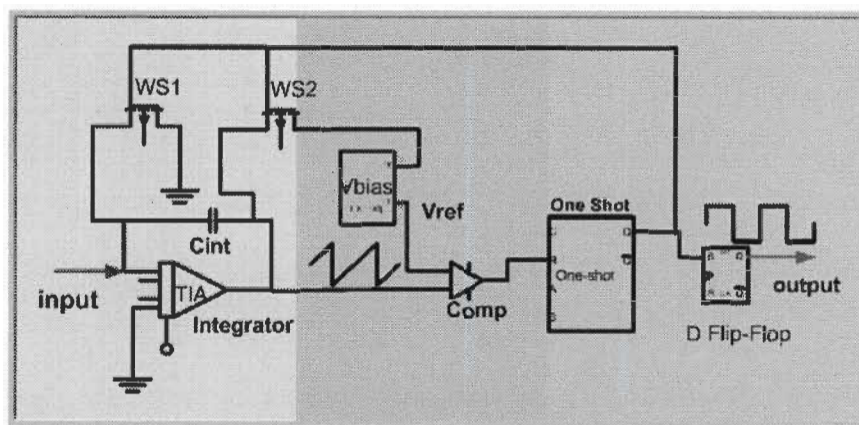 WS1
WS2
Vbias
Vref
One Shot
Cint
One-shot
input
TIA
Integrator
Comp
output
D Flip-Flop